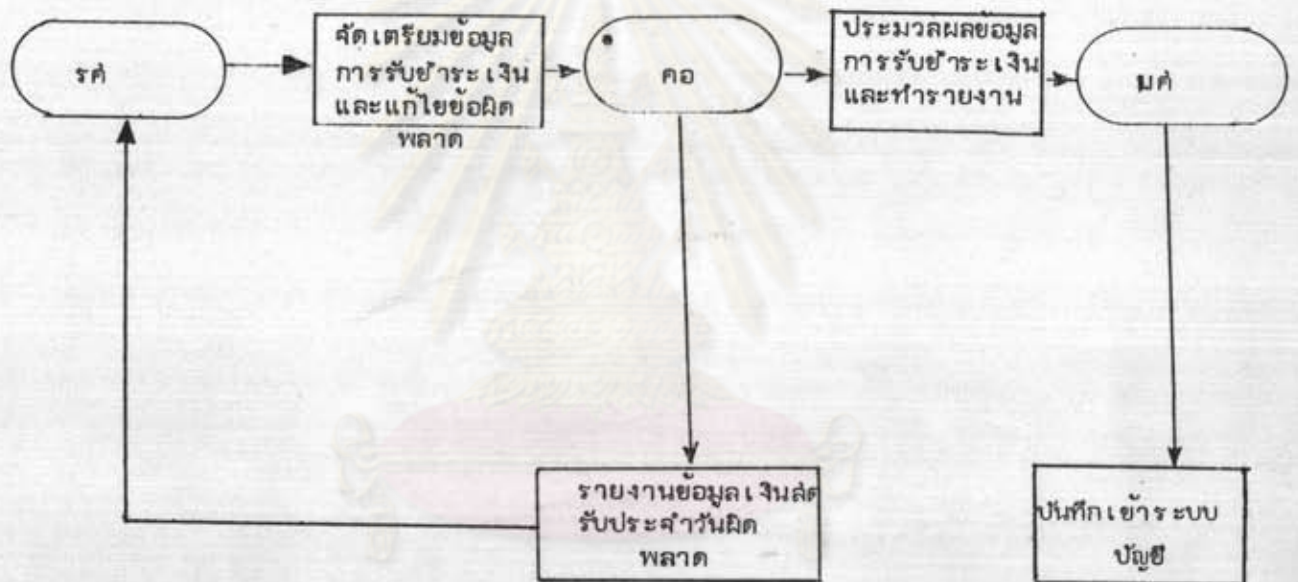 รค
จัดเตรียมข้อมูล
การรับชำระเงิน
และแก้ไขข้อผิด
พลาด
คอ
ประมวลผลข้อมูล
การรับชำระเงิน
และทำรายงาน
มค
รายงานข้อมูลเงินสด
รับประจำวันผิด
พลาด
บันทึกเข้าระบบ
บัญชี